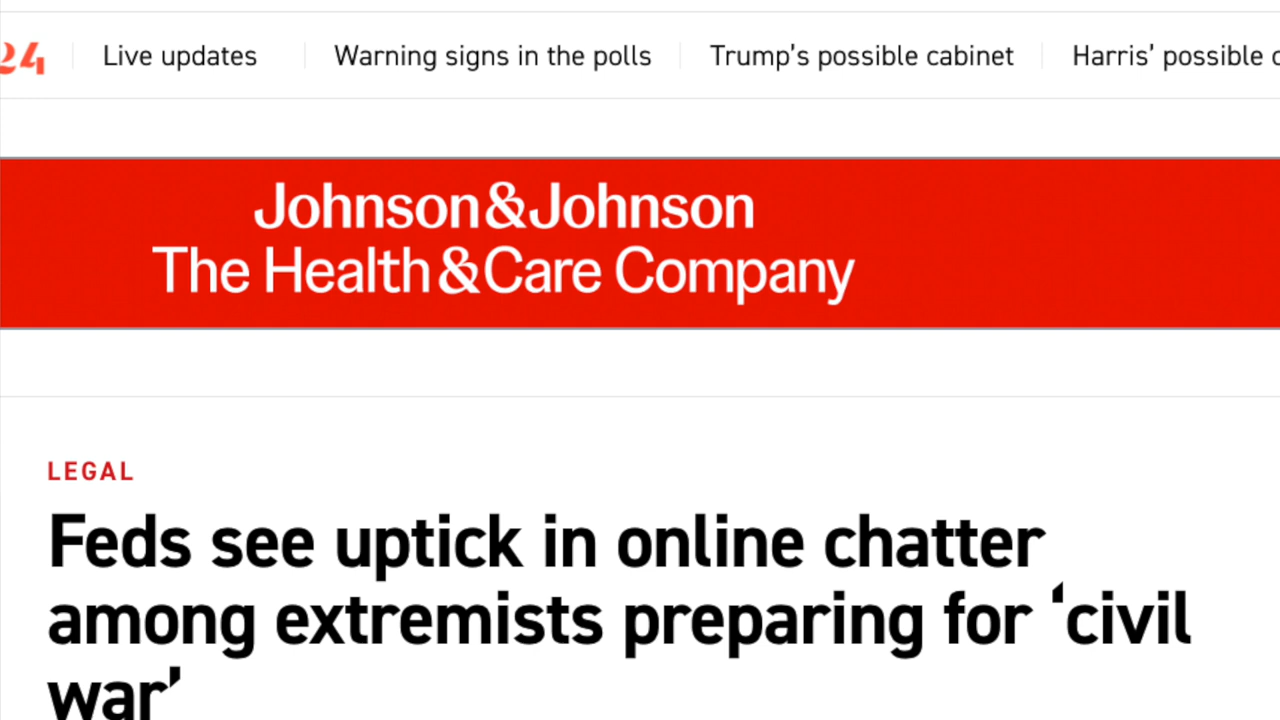 24 Live updates Warning signs in the polls Trump’s possible cabinet Harris’ possible
Johnson&Johnson
The Health&Care Company
LEGAL
Feds see uptick in online chatter
among extremists preparing for ‘civil
war’